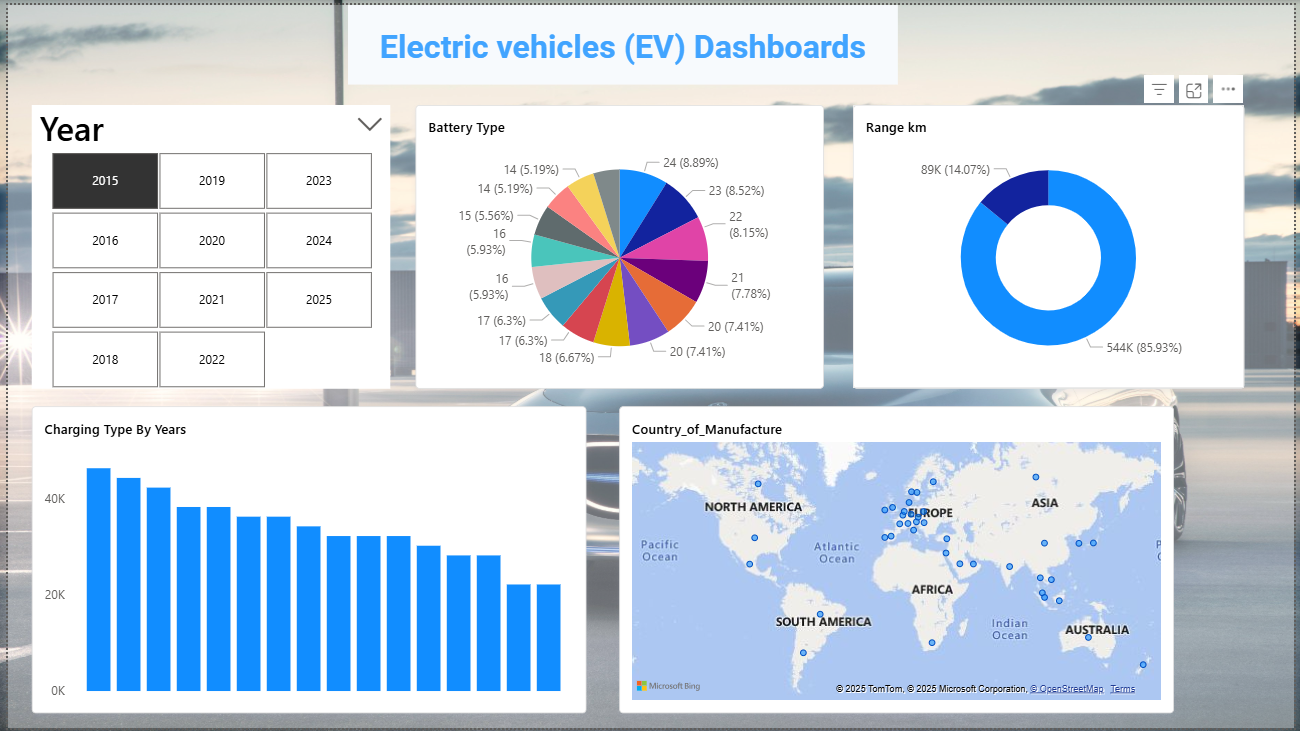 Electric vehicles (EV) Dashboards
Year
2015
2019
2023
2016
2020
2024
2017
2021
2025
2018
2022
Battery Type
24 (8.89%)
23 (8.52%)
22
(8.15%)
21
(7.78%)
20 (7.41%)
20 (7.41%)
18 (6.67%)
17 (6.3%)
17 (6.3%)
16
(5.93%)
16
(5.93%)
15 (5.56%)
14 (5.19%)
14 (5.19%)
Range km
89K (14.07%)
544K (85.93%)
Charging Type By Years
40K
20K
0K
Country_of_Manufacture
NORTH AMERICA
EUROPE
ASIA
Pacific
Ocean
Atlantic
Ocean
P
AFRICA
SOUTH AMERICA
Indian
Ocean
AUSTRALIA
Microsoft Bing
© 2025 TomTom, © 2025 Microsoft Corporation, © OpenStreetMap Terms